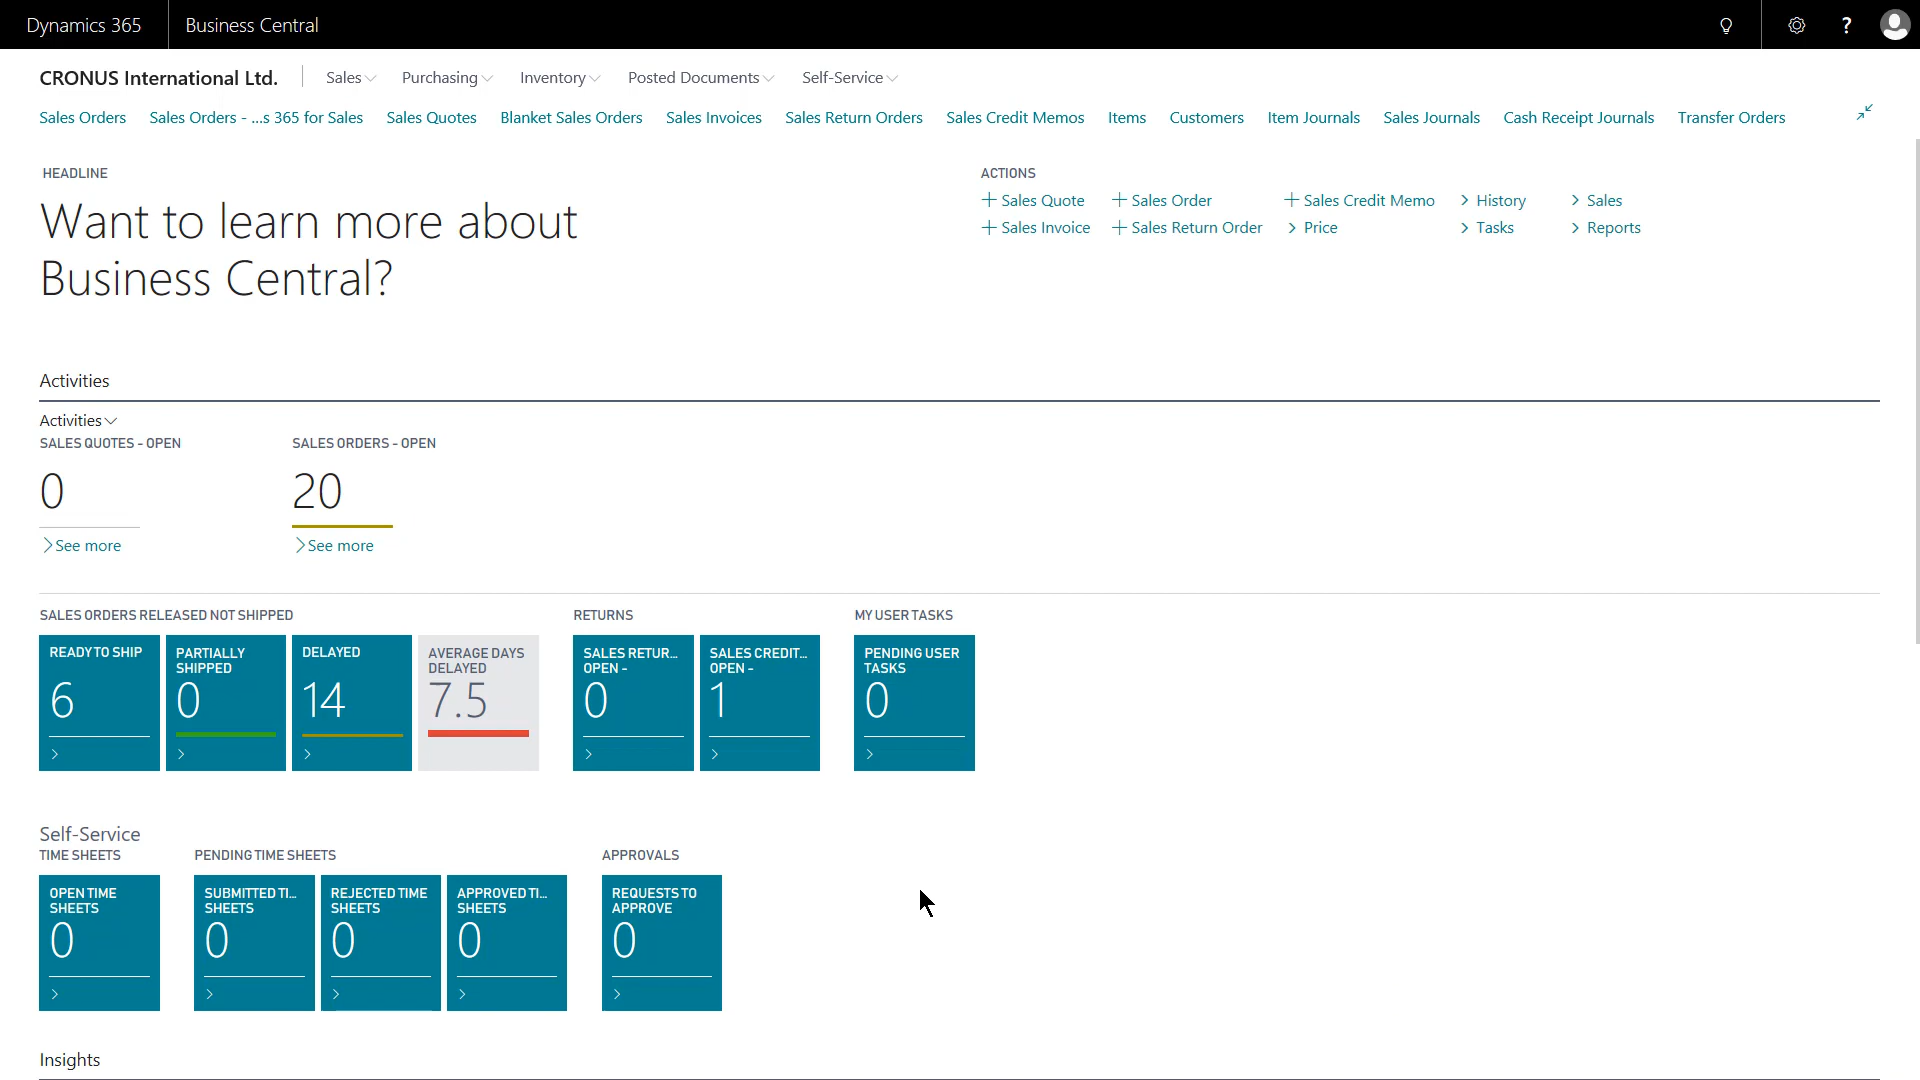 Dynamics 365 Business Central ?
CRONUS International Ltd. Sales Purchasing Inventory Posted Documents Self-Service
Sales Orders Sales Orders - ...s 365 for Sales Sales Quotes Blanket Sales Orders Sales Invoices Sales Return Orders Sales Credit Memos Items Customers Item Journals Sales Journals Cash Receipt Journals Transfer Orders
HEADLINE
Want to learn more about
Business Central?
ACTIONS
+ Sales Quote + Sales Order + Sales Credit Memo > History > Sales
+ Sales Invoice + Sales Return Order > Price > Tasks > Reports
Activities
Activities
SALES QUOTES - OPEN SALES ORDERS - OPEN
0 20
>See more >See more
SALES ORDERS RELEASED NOT SHIPPED RETURNS MY USER TASKS
READY TO SHIP
6
PARTIALLY
SHIPPED
0
DELAYED
14
AVERAGE DAYS
DELAYED
7.5
SALES RETUR...
OPEN -
0
SALES CREDIT...
OPEN -
1
PENDING USER
TASKS
0
Self-Service
TIME SHEETS PENDING TIME SHEETS APPROVALS
OPEN TIME
SHEETS
0
SUBMITTED TI...
SHEETS
0
REJECTED TIME
SHEETS
0
APPROVED TI...
SHEETS
0
REQUESTS TO
APPROVE
0
Insights